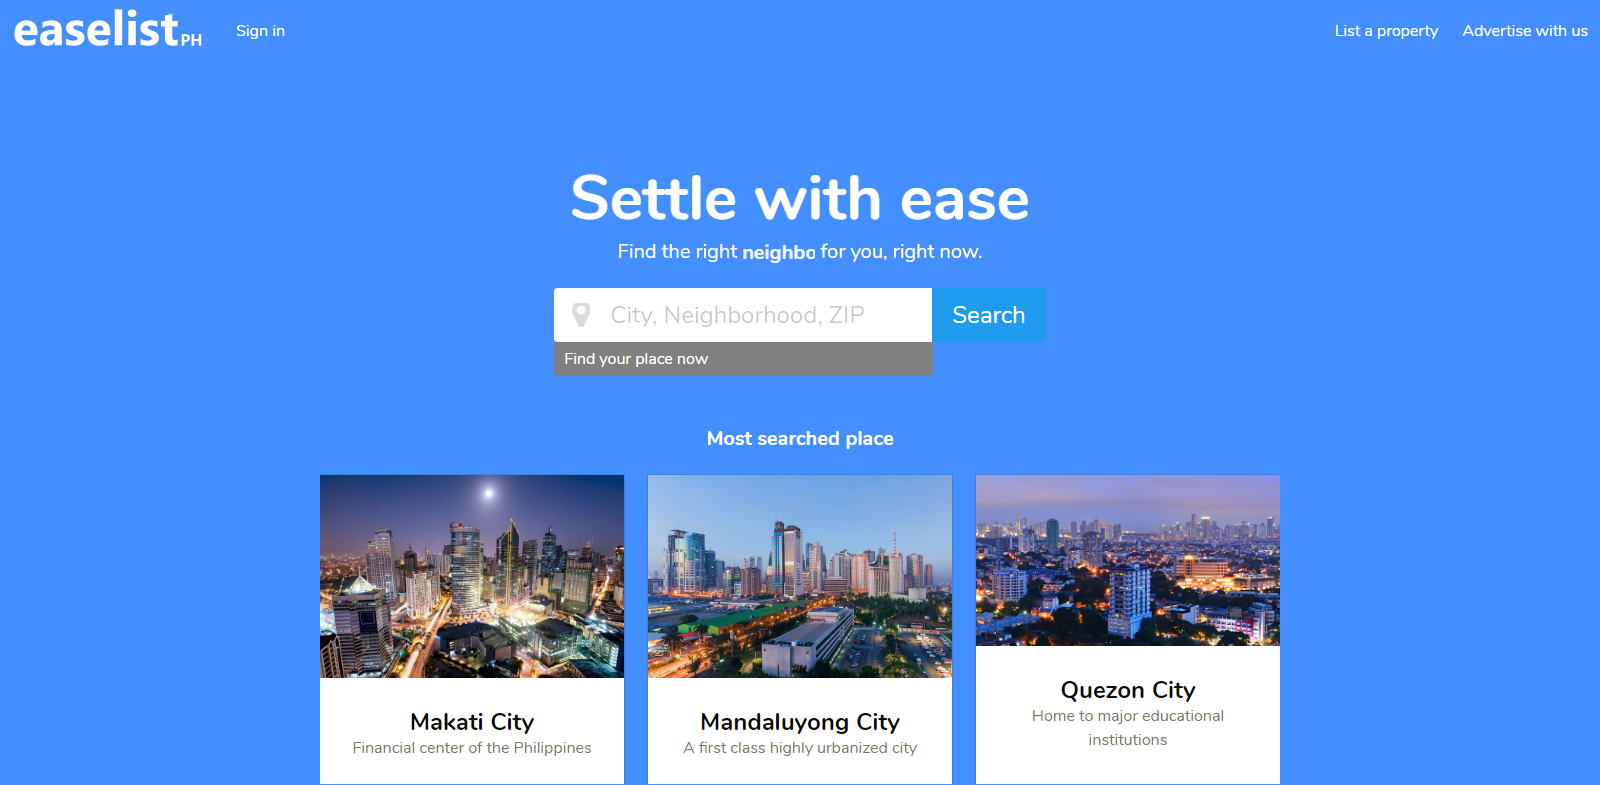 easelist PH
Sign in
List a property
Advertise with us
Settle with ease
Find the right neighbo for you, right now.
City, Neighborhood, ZIP
Search
Find your place now
Most searched place
Makati City
Financial center of the Philippines
Mandaluyong City
A first class highly urbanized city
Quezon City
Home to major educational
institutions